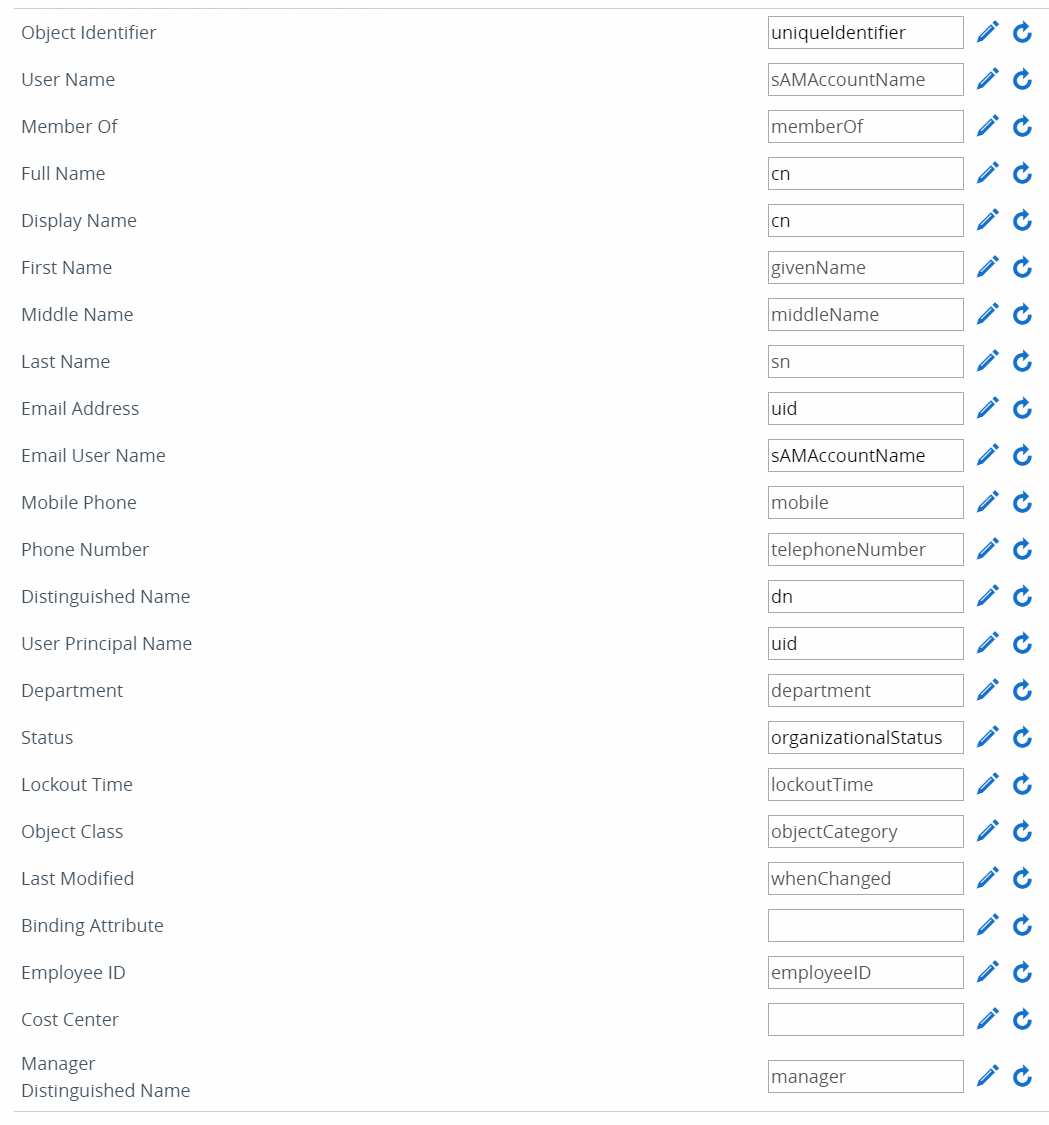 Object Identifier uniqueIdentifier
User Name sAMAccountName
Member Of memberOf
Full Name cn
Display Name cn
First Name givenName
Middle Name middleName
Last Name sn
Email Address uid
Email User Name sAMAccountName
Mobile Phone mobile
Phone Number telephoneNumber
Distinguished Name dn
User Principal Name uid
Department department
Status organizationalStatus
Lockout Time lockoutTime
Object Class objectCategory
Last Modified whenChanged
Binding Attribute
Employee ID employeeID
Cost Center
Manager
Distinguished Name manager